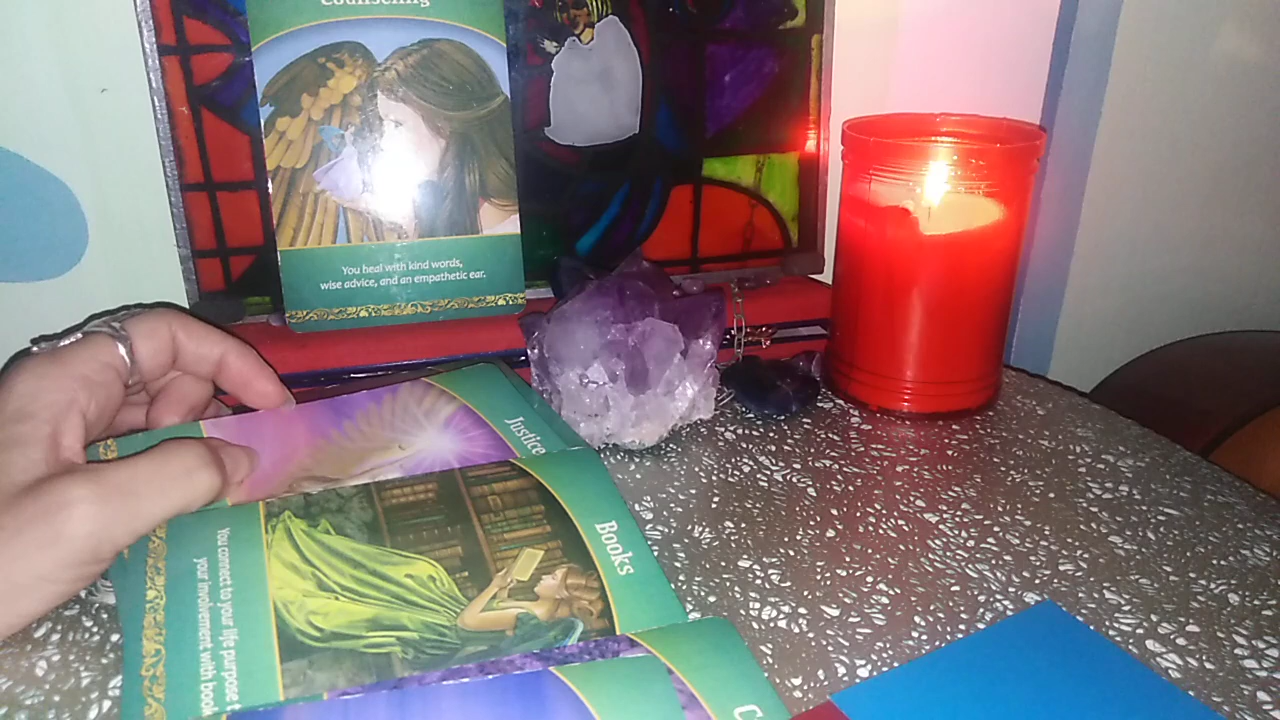 Counseling
You heal with kind words,
wise advice, and an empathetic ear.
Justice
Books
You connect to your life purpose
your involvement with
C